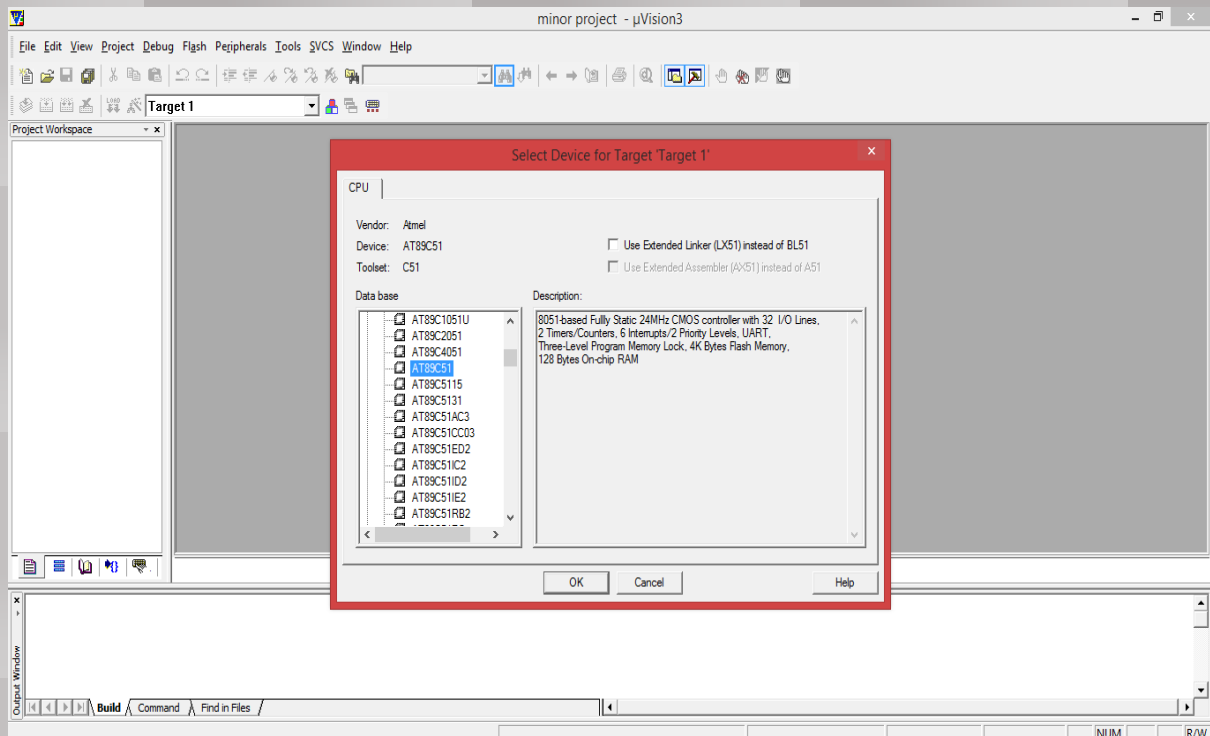 minor project - µVision3
File Edit View Project Debug Flash Peripherals Tools SVCS Window Help
LOAD
Target 1
Project Workspace
Select Device for Target 'Target 1'
CPU
Vendor: Atmel
Device: AT89C51
Toolset: C51
Use Extended Linker (LX51) instead of BL51
Use Extended Assembler (AX51) instead of A51
Data base
AT89C1051U
AT89C2051
AT89C4051
AT89C51
AT89C5115
AT89C5131
AT89C51AC3
AT89C51CC03
AT89C51ED2
AT89C51IC2
AT89C51ID2
AT89C51IE2
AT89C51RB2
Description:
8051-based Fullly Static 24MHz CMOS controller with 32 I/O Lines,
2 Timers/Counters, 6 Interrupts/2 Priority Levels, UART,
Three-Level Program Memory Lock, 4K Bytes Flash Memory,
128 Bytes On-chip RAM
OK Cancel Help
Output Window
Build Command Find in Files
NUM R/W